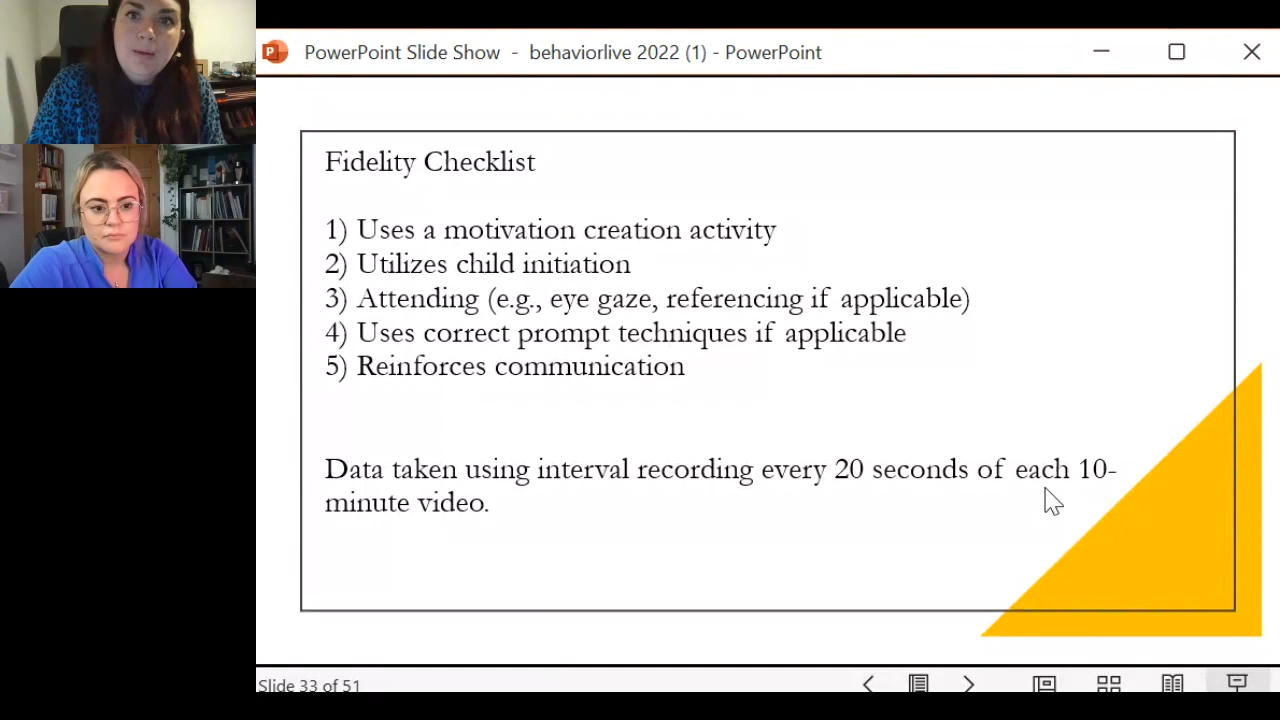 PowerPoint Slide Show - behaviorlive 2022 (1) - PowerPoint
Fidelity Checklist
1) Uses a motivation creation activity
2) Utilizes child initiation
3) Attending (e.g., eye gaze, referencing if applicable)
4) Uses correct prompt techniques if applicable
5) Reinforces communication
Data taken using interval recording every 20 seconds of each 10-
minute video.
Slide 33 of 51